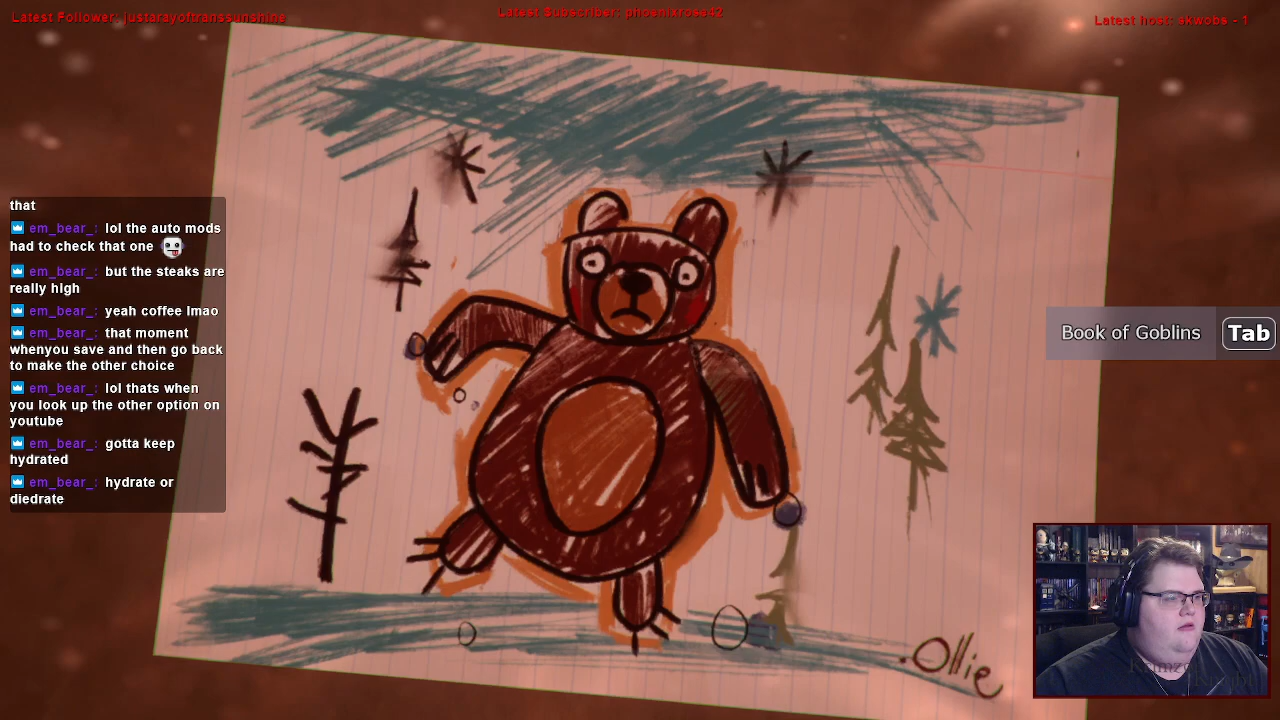 Latest Follower: justarayoftranssunshine
Latest Subscriber: phoenixrose42
Latest host: skwobs - 1
that
em_bear_: lol the auto mods
had to check that one
em_bear_: but the steaks are
really high
em_bear_: yeah coffee lmao
em_bear_: that moment
whenyou save and then go back
to make the other choice
em_bear_: lol thats when
you look up the other option on
youtube
em_bear_: gotta keep
hydrated
em_bear_: hydrate or
diedrate
Book of Goblins Tab
Ollie